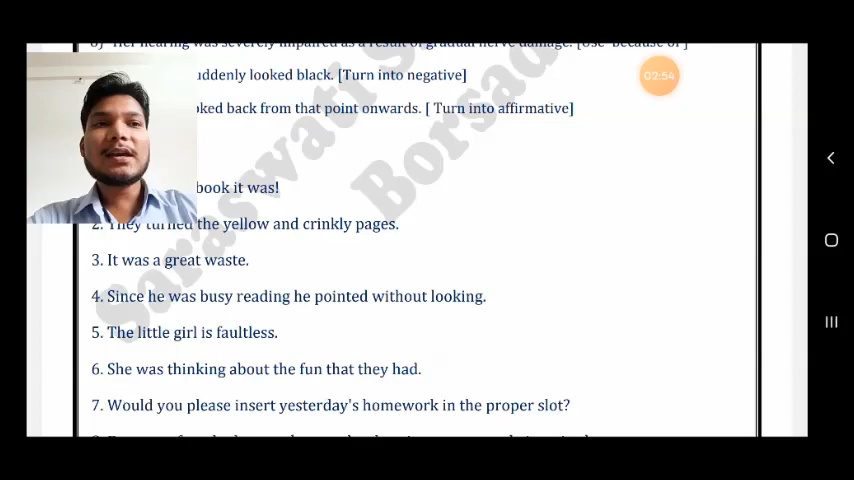 8) Her hearing was severely impaired as a result of gradual nerve damage. [Use 'because of']
uddenly looked black. [Turn into negative]
02:54
oked back from that point onwards. [ Turn into affirmative]
book it was!
2. They turned the yellow and crinkly pages.
3. It was a great waste.
4. Since he was busy reading he pointed without looking.
5. The little girl is faultless.
6. She was thinking about the fun that they had.
7. Would you please insert yesterday's homework in the proper slot?
Saraswati S
Borsad